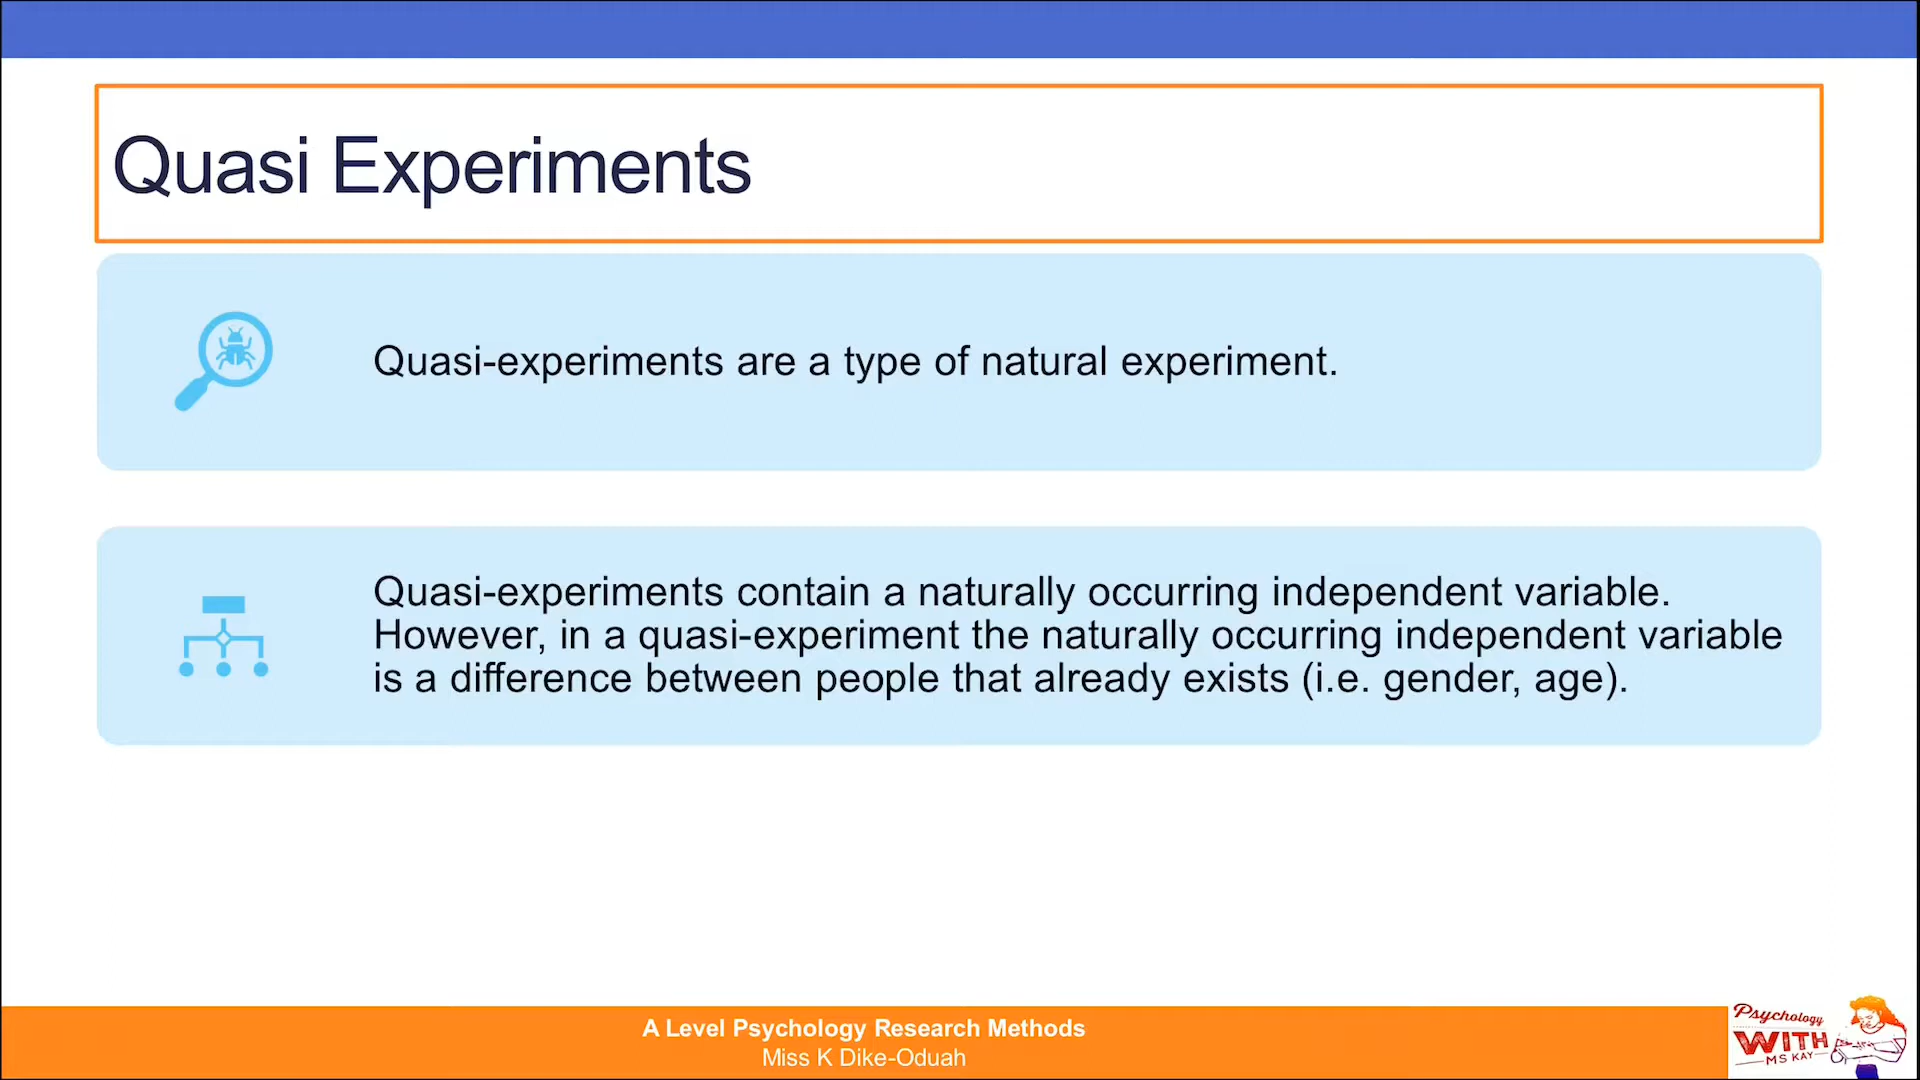 Quasi Experiments
Quasi-experiments are a type of natural experiment.
Quasi-experiments contain a naturally occurring independent variable.
However, in a quasi-experiment the naturally occurring independent variable
is a difference between people that already exists (i.e. gender, age).
A Level Psychology Research Methods
Miss K Dike-Oduah
Psychology
WITH
MS KAY